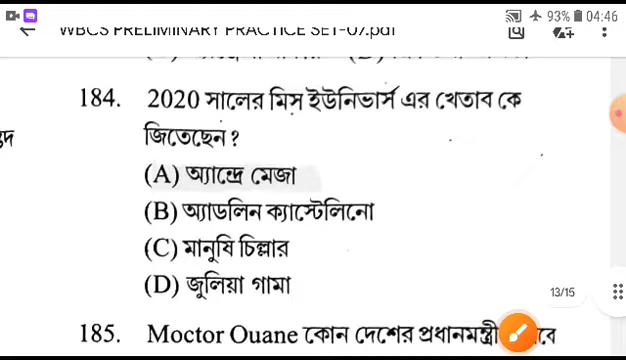 93% 04:46
WBCS PRELIMINARY PRACTICE SET-07.pdf
184. 2020 সালের মিস ইউনিভার্স এর খেতাব কে
জিতেছেন ?
(A) অ্যান্দ্রে মেজা
(B) অ্যাডলিন ক্যাস্টেলিনো
(C) মানুষি চিল্লার
(D) জুলিয়া গামা
13/15
185. Moctor Ouane কোন দেশের প্রধানমন্ত্রী